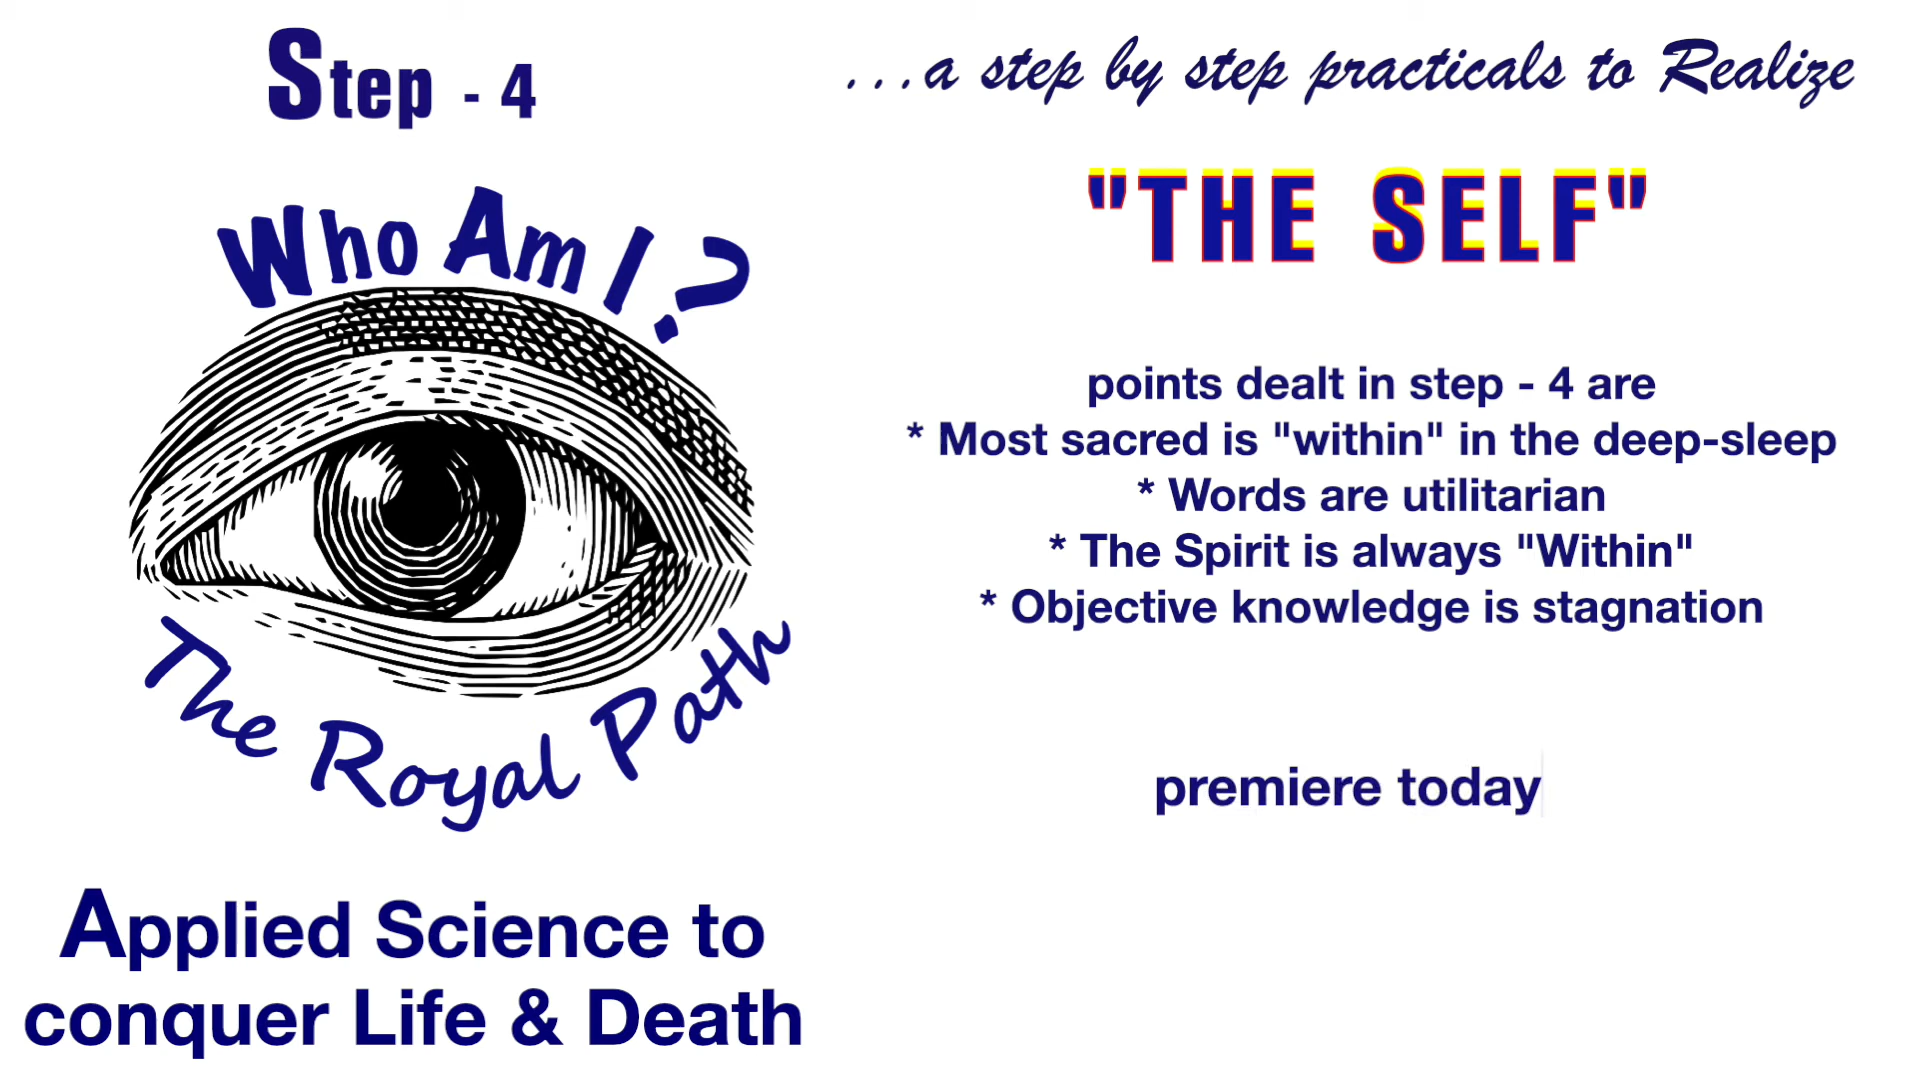 Step - 4
Who Am I ?
The Royal Path
Applied Science to
conquer Life & Death
...a step by step practicals to Realize
"THE SELF"
points dealt in step - 4 are
* Most sacred is "within" in the deep-sleep
* Words are utilitarian
* The Spirit is always "Within"
* Objective knowledge is stagnation
premiere today